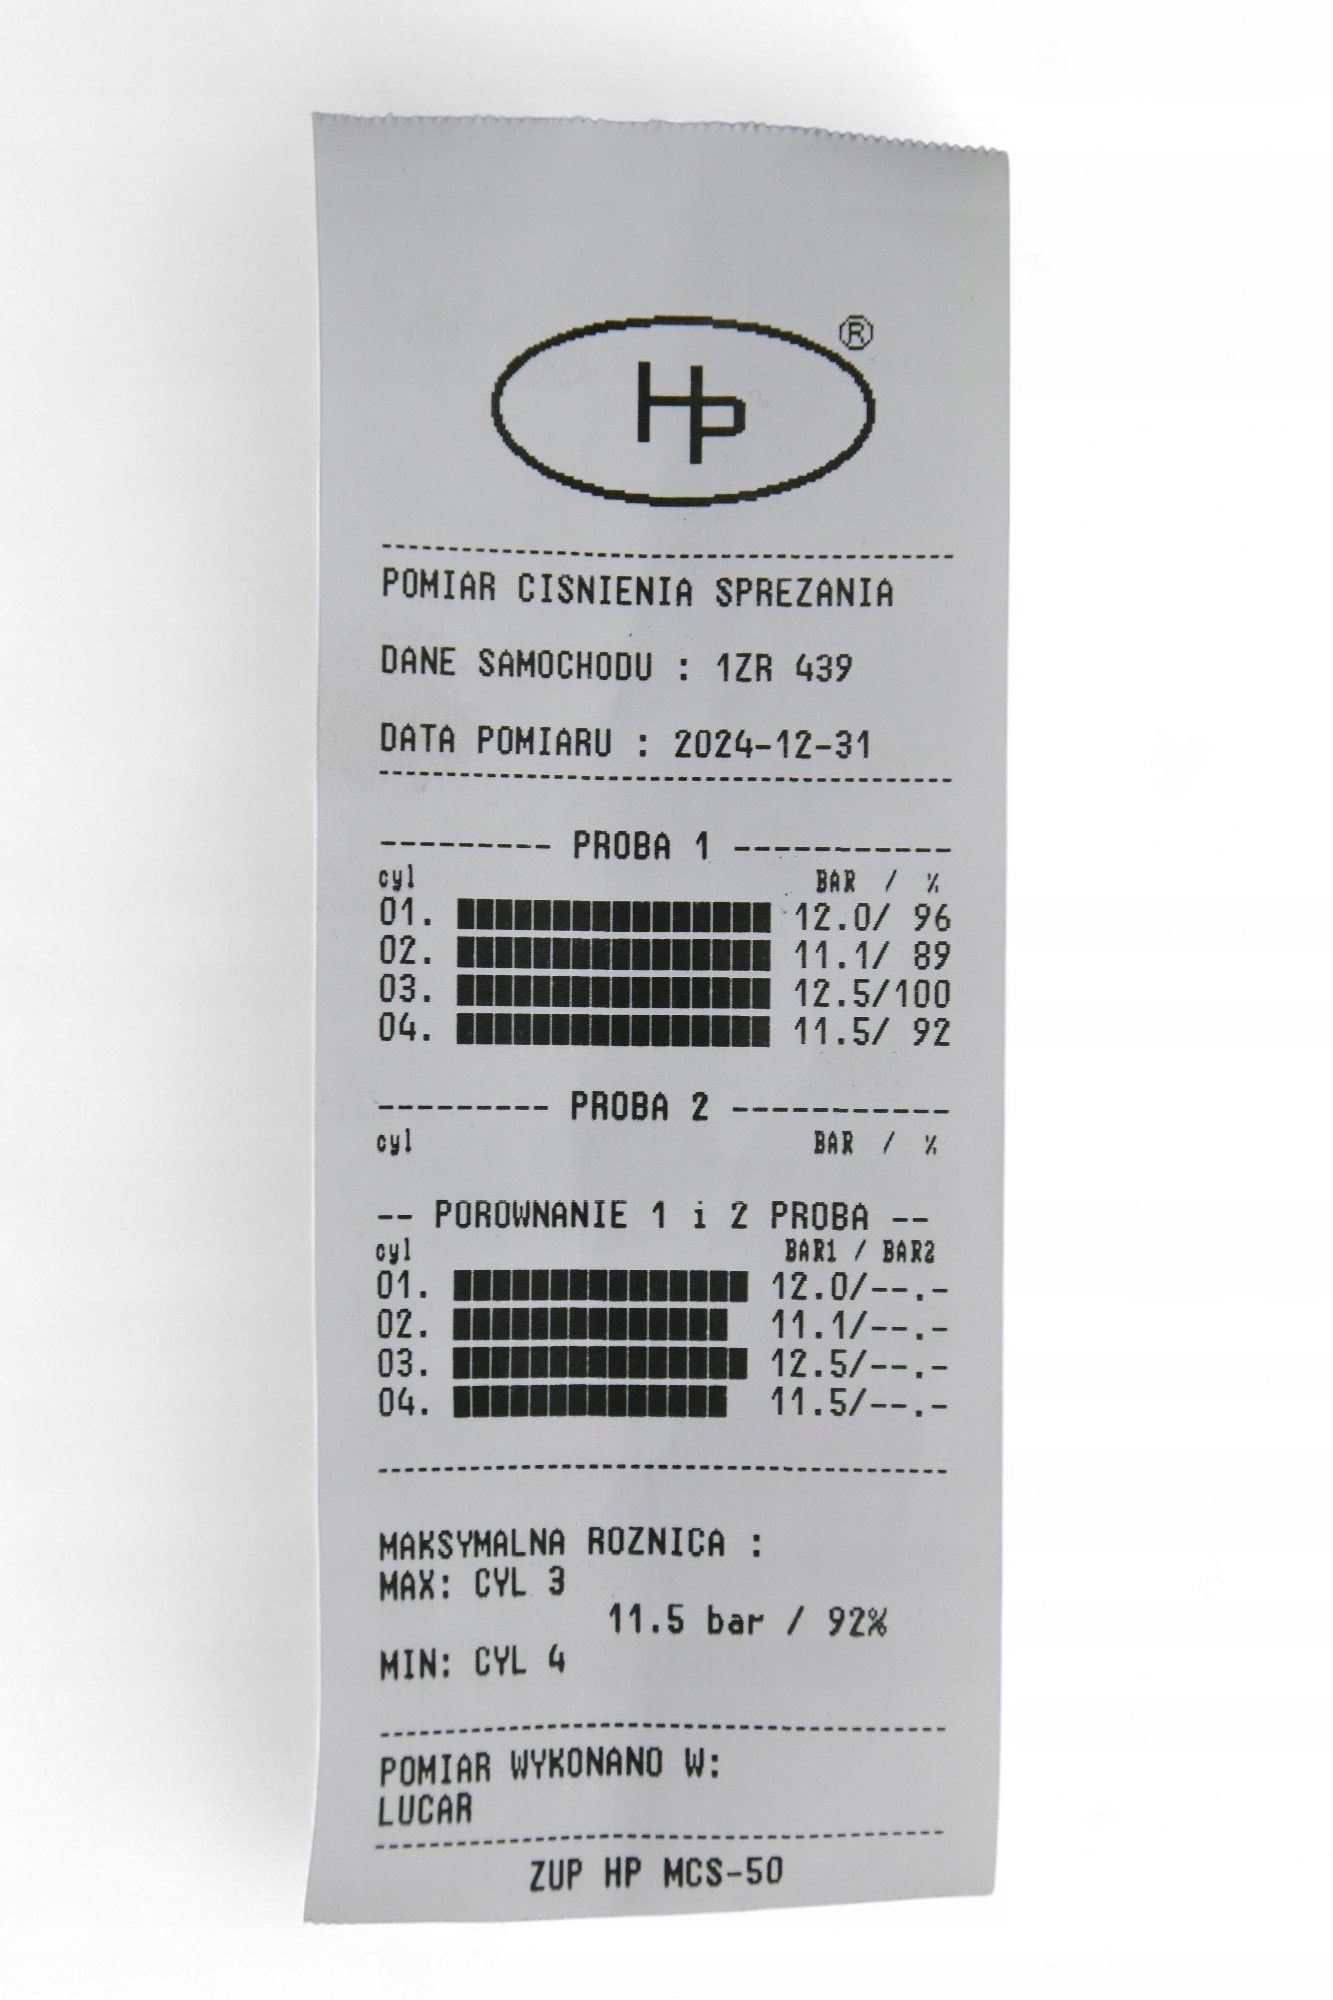 HP ®
POMIAR CISNIENIA SPREZANIA
DANE SAMOCHODU : 1ZR 439
DATA POMIARU : 2024-12-31
--------- PROBA 1 -----------
cyl BAR / %
01. 12.0/ 96
02. 11.1/ 89
03. 12.5/100
04. 11.5/ 92
--------- PROBA 2 -----------
cyl BAR / %
-- POROWNANIE 1 i 2 PROBA --
cyl BAR1 / BAR2
01. 12.0/--.-
02. 11.1/--.-
03. 12.5/--.-
04. 11.5/--.-
MAKSYMALNA ROZNICA :
MAX: CYL 3
11.5 bar / 92%
MIN: CYL 4
POMIAR WYKONANO W:
LUCAR
ZUP HP MCS-50